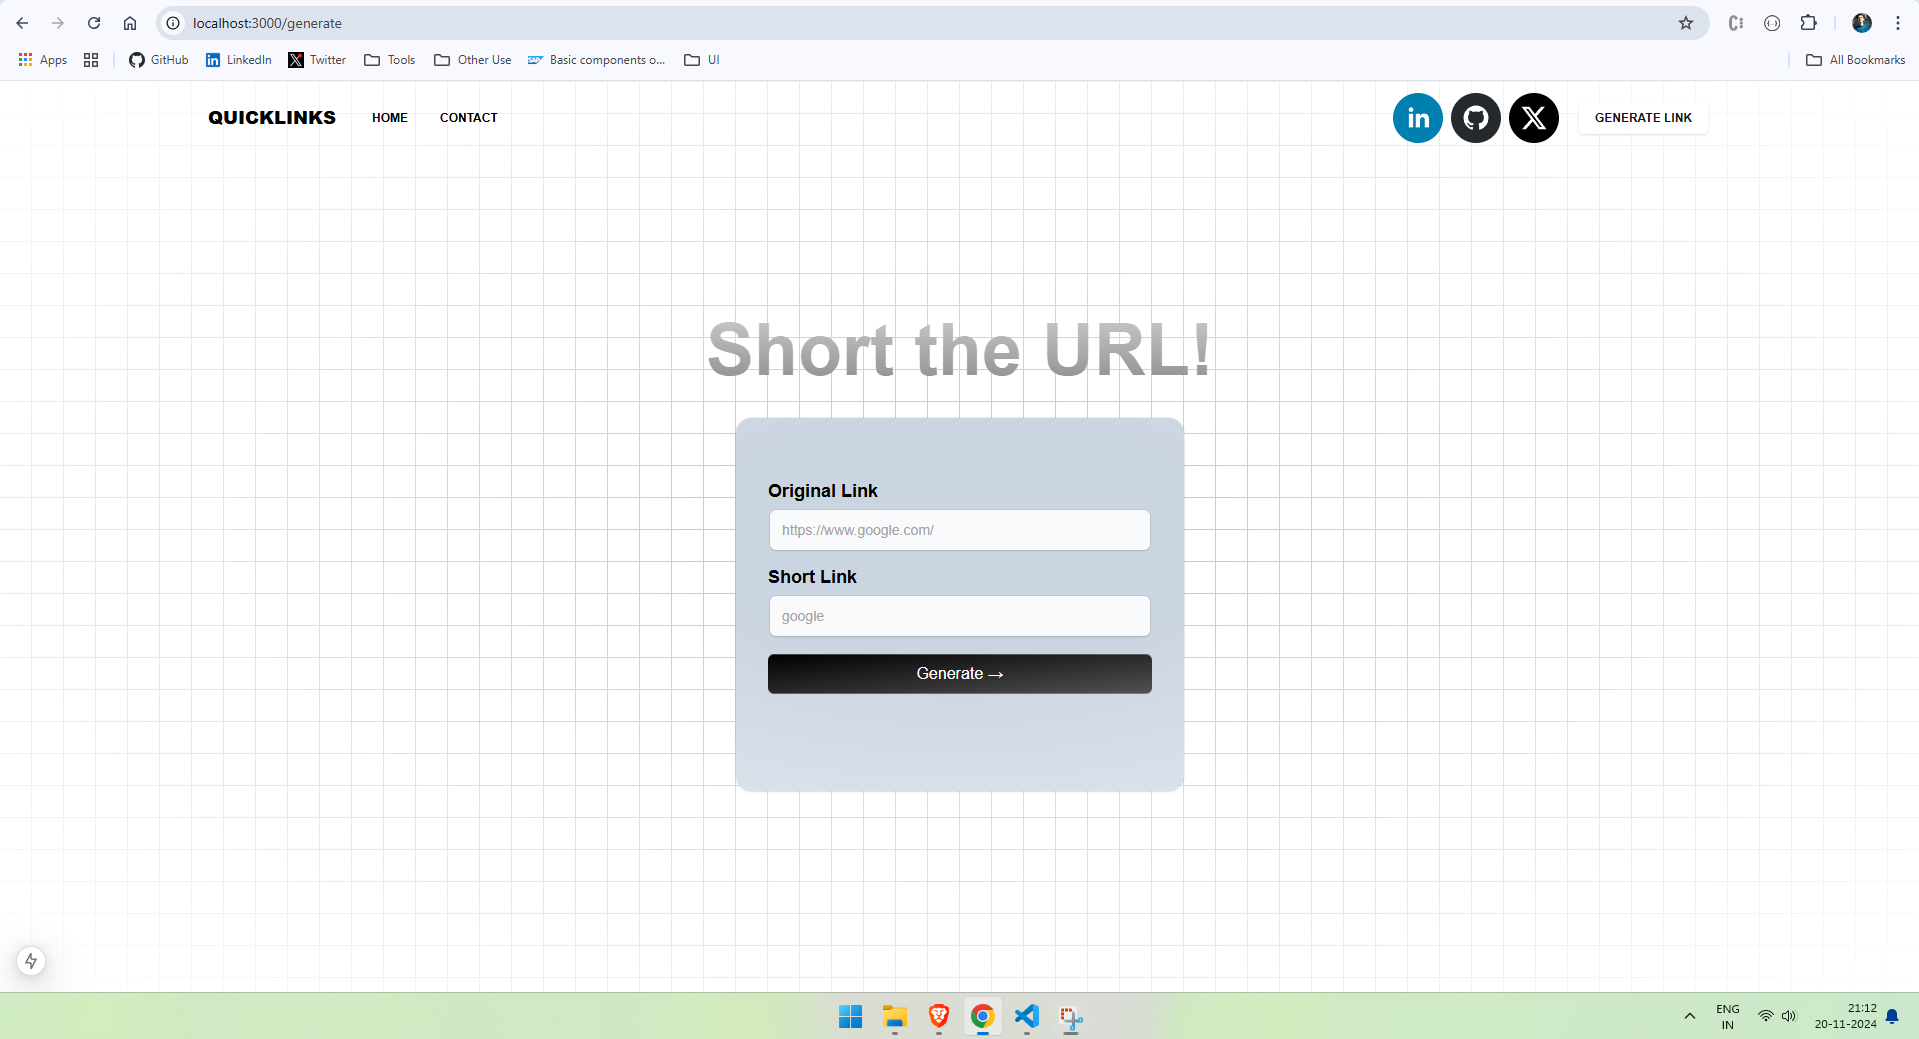 localhost:3000/generate
Apps GitHub LinkedIn Twitter Tools Other Use Basic components o... UI All Bookmarks
QUICKLINKS HOME CONTACT GENERATE LINK
Short the URL!
Original Link
https://www.google.com/
Short Link
google
Generate →
ENG 21:12
IN 20-11-2024